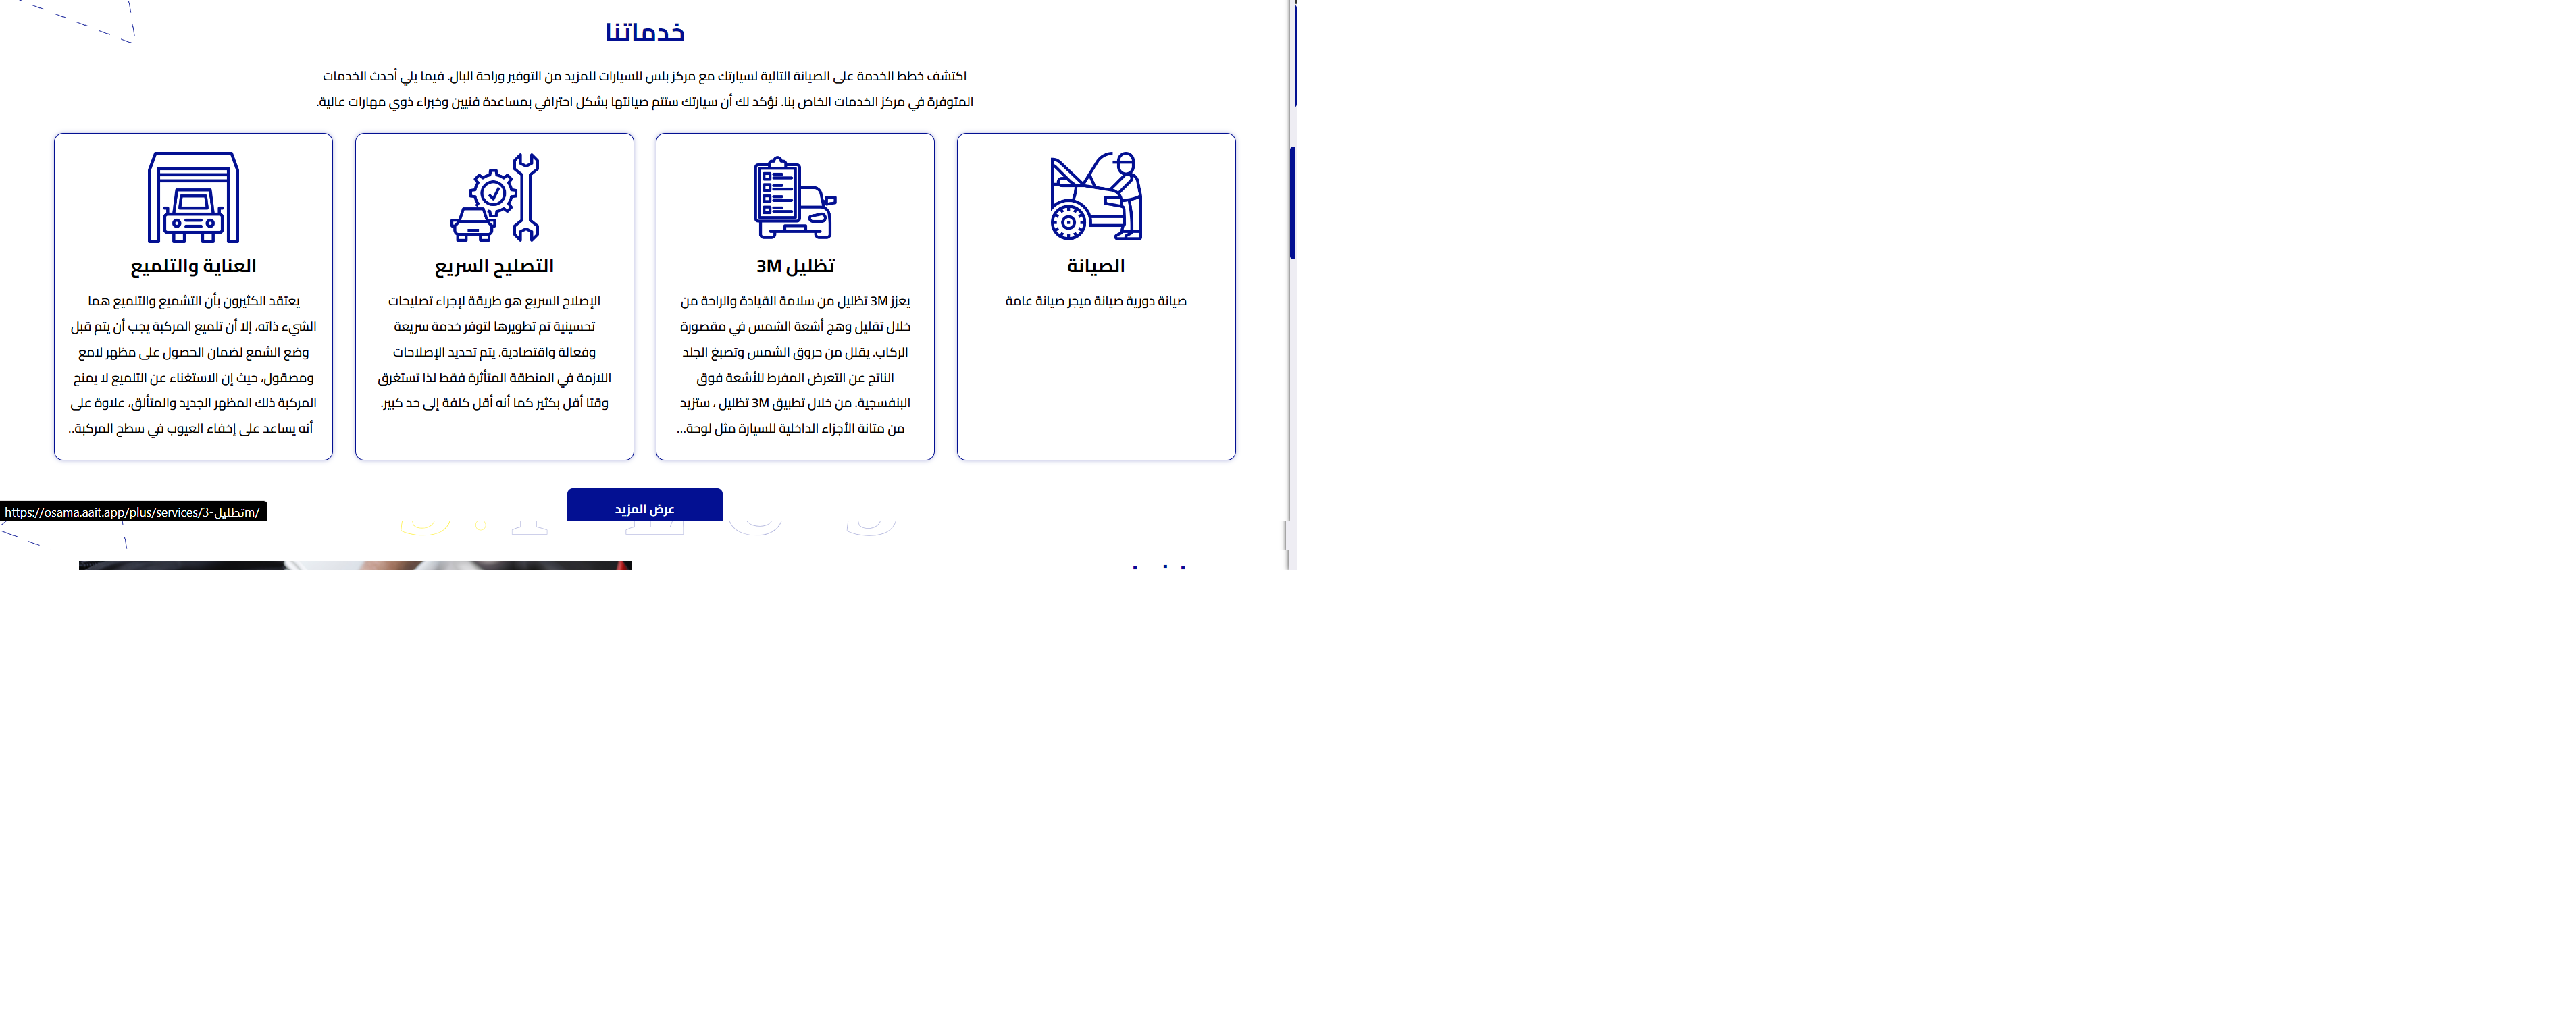 خدماتنا
اكتشف خطط الخدمة على الصيانة التالية لسيارتك مع مركز بلس للسيارات للمزيد من التوفير وراحة البال. فيما يلي أحدث الخدمات
المتوفرة في مركز الخدمات الخاص بنا. نؤكد لك أن سيارتك ستتم صيانتها بشكل احترافي بمساعدة فنيين وخبراء ذوي مهارات عالية.
الصيانة
صيانة دورية صيانة ميجر صيانة عامة
تظليل 3M
يعزز 3M تظليل من سلامة القيادة والراحة من
خلال تقليل وهج أشعة الشمس في مقصورة
الركاب. يقلل من حروق الشمس وتصبغ الجلد
الناتج عن التعرض المفرط للأشعة فوق
البنفسجية. من خلال تطبيق 3M تظليل ، ستزيد
من متانة الأجزاء الداخلية للسيارة مثل لوحة...
التصليح السريع
الإصلاح السريع هو طريقة لإجراء تصليحات
تحسينية تم تطويرها لتوفر خدمة سريعة
وفعالة واقتصادية. يتم تحديد الإصلاحات
اللازمة في المنطقة المتأثرة فقط لذا تستغرق
وقتا أقل بكثير كما أنه أقل كلفة إلى حد كبير.
العناية والتلميع
يعتقد الكثيرون بأن التشميع والتلميع هما
الشيء ذاته، إلا أن تلميع المركبة يجب أن يتم قبل
وضع الشمع لضمان الحصول على مظهر لامع
ومصقول، حيث إن الاستغناء عن التلميع لا يمنح
المركبة ذلك المظهر الجديد والمتألق، علاوة على
أنه يساعد على إخفاء العيوب في سطح المركبة..
عرض المزيد
https://osama.aait.app/plus/services/3-تظليلm/